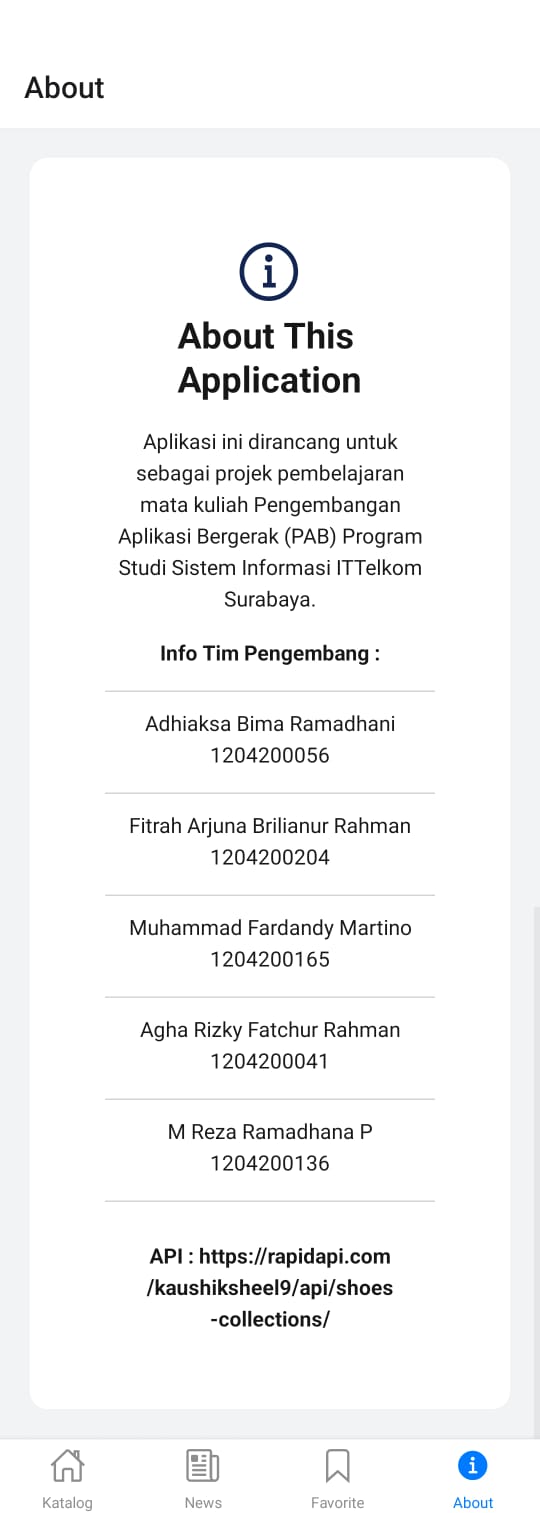 About
About This
Application
Aplikasi ini dirancang untuk
sebagai projek pembelajaran
mata kuliah Pengembangan
Aplikasi Bergerak (PAB) Program
Studi Sistem Informasi ITTelkom
Surabaya.
Info Tim Pengembang :
Adhiaksa Bima Ramadhani
1204200056
Fitrah Arjuna Brilianur Rahman
1204200204
Muhammad Fardandy Martino
1204200165
Agha Rizky Fatchur Rahman
1204200041
M Reza Ramadhana P
1204200136
API : https://rapidapi.com
/kaushiksheel9/api/shoes
-collections/
Katalog
News
Favorite
About